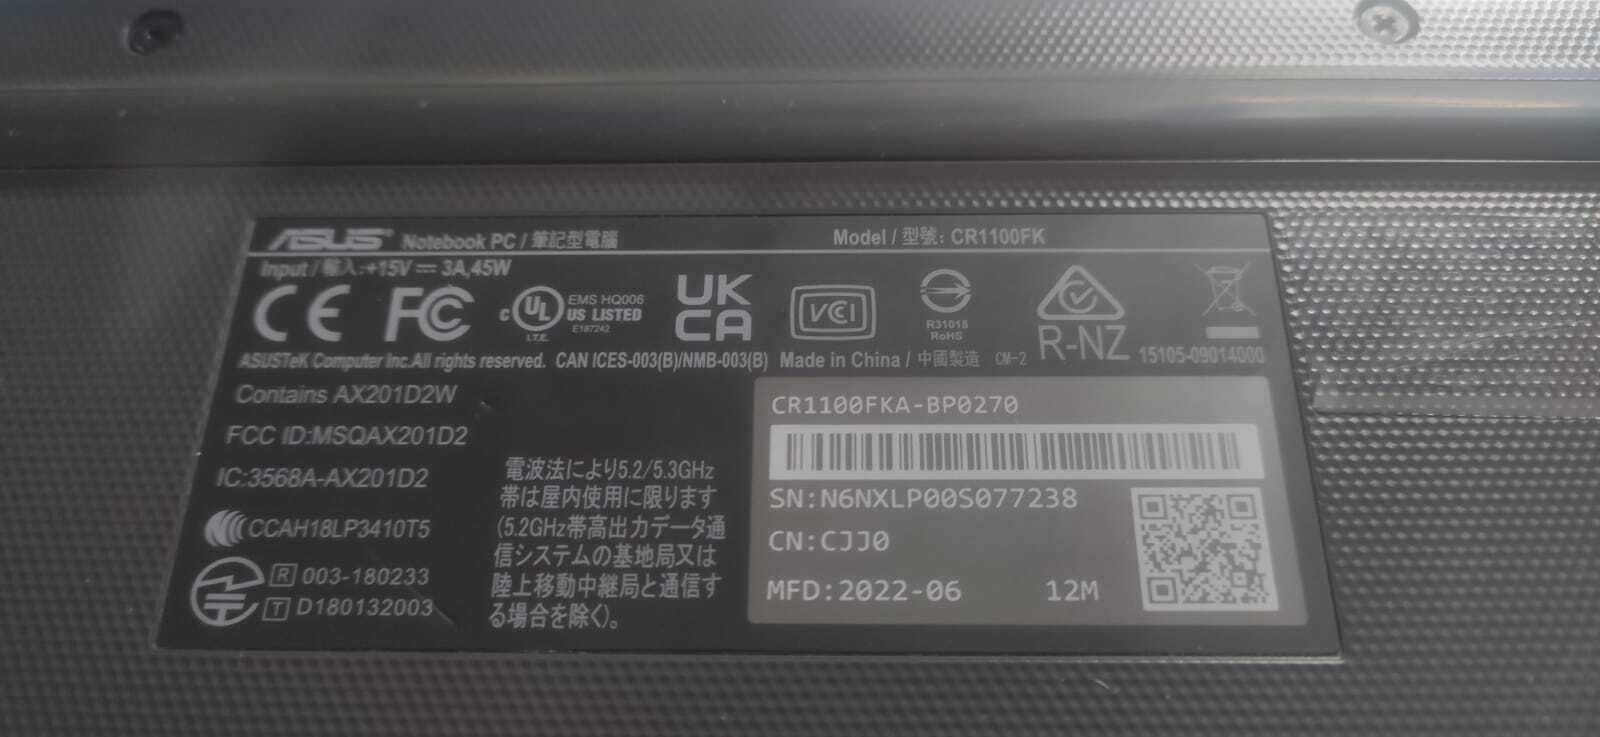 ASUS Notebook PC / 筆記型電腦 Model / 型號: CR1100FK
Input / 輸入: +15V ⎓ 3A, 45W
CE FC C UL US LISTED EMS HQ006 E187242 I.T.E. UK CA VCI R31018 RoHS R-NZ
ASUSTeK Computer Inc. All rights reserved. CAN ICES-003(B)/NMB-003(B) Made in China / 中國製造 CM-2 15105-09014000
Contains AX201D2W
FCC ID:MSQAX201D2
IC:3568A-AX201D2
CCAH18LP3410T5
R 003-180233
T D180132003
電波法により5.2/5.3GHz
帯は屋内使用に限ります
(5.2GHz帯高出力データ通
信システムの基地局又は
陸上移動中継局と通信す
る場合を除く)。
CR1100FKA-BP0270
SN:N6NXLP00S077238
CN:CJJ0
MFD:2022-06 12M